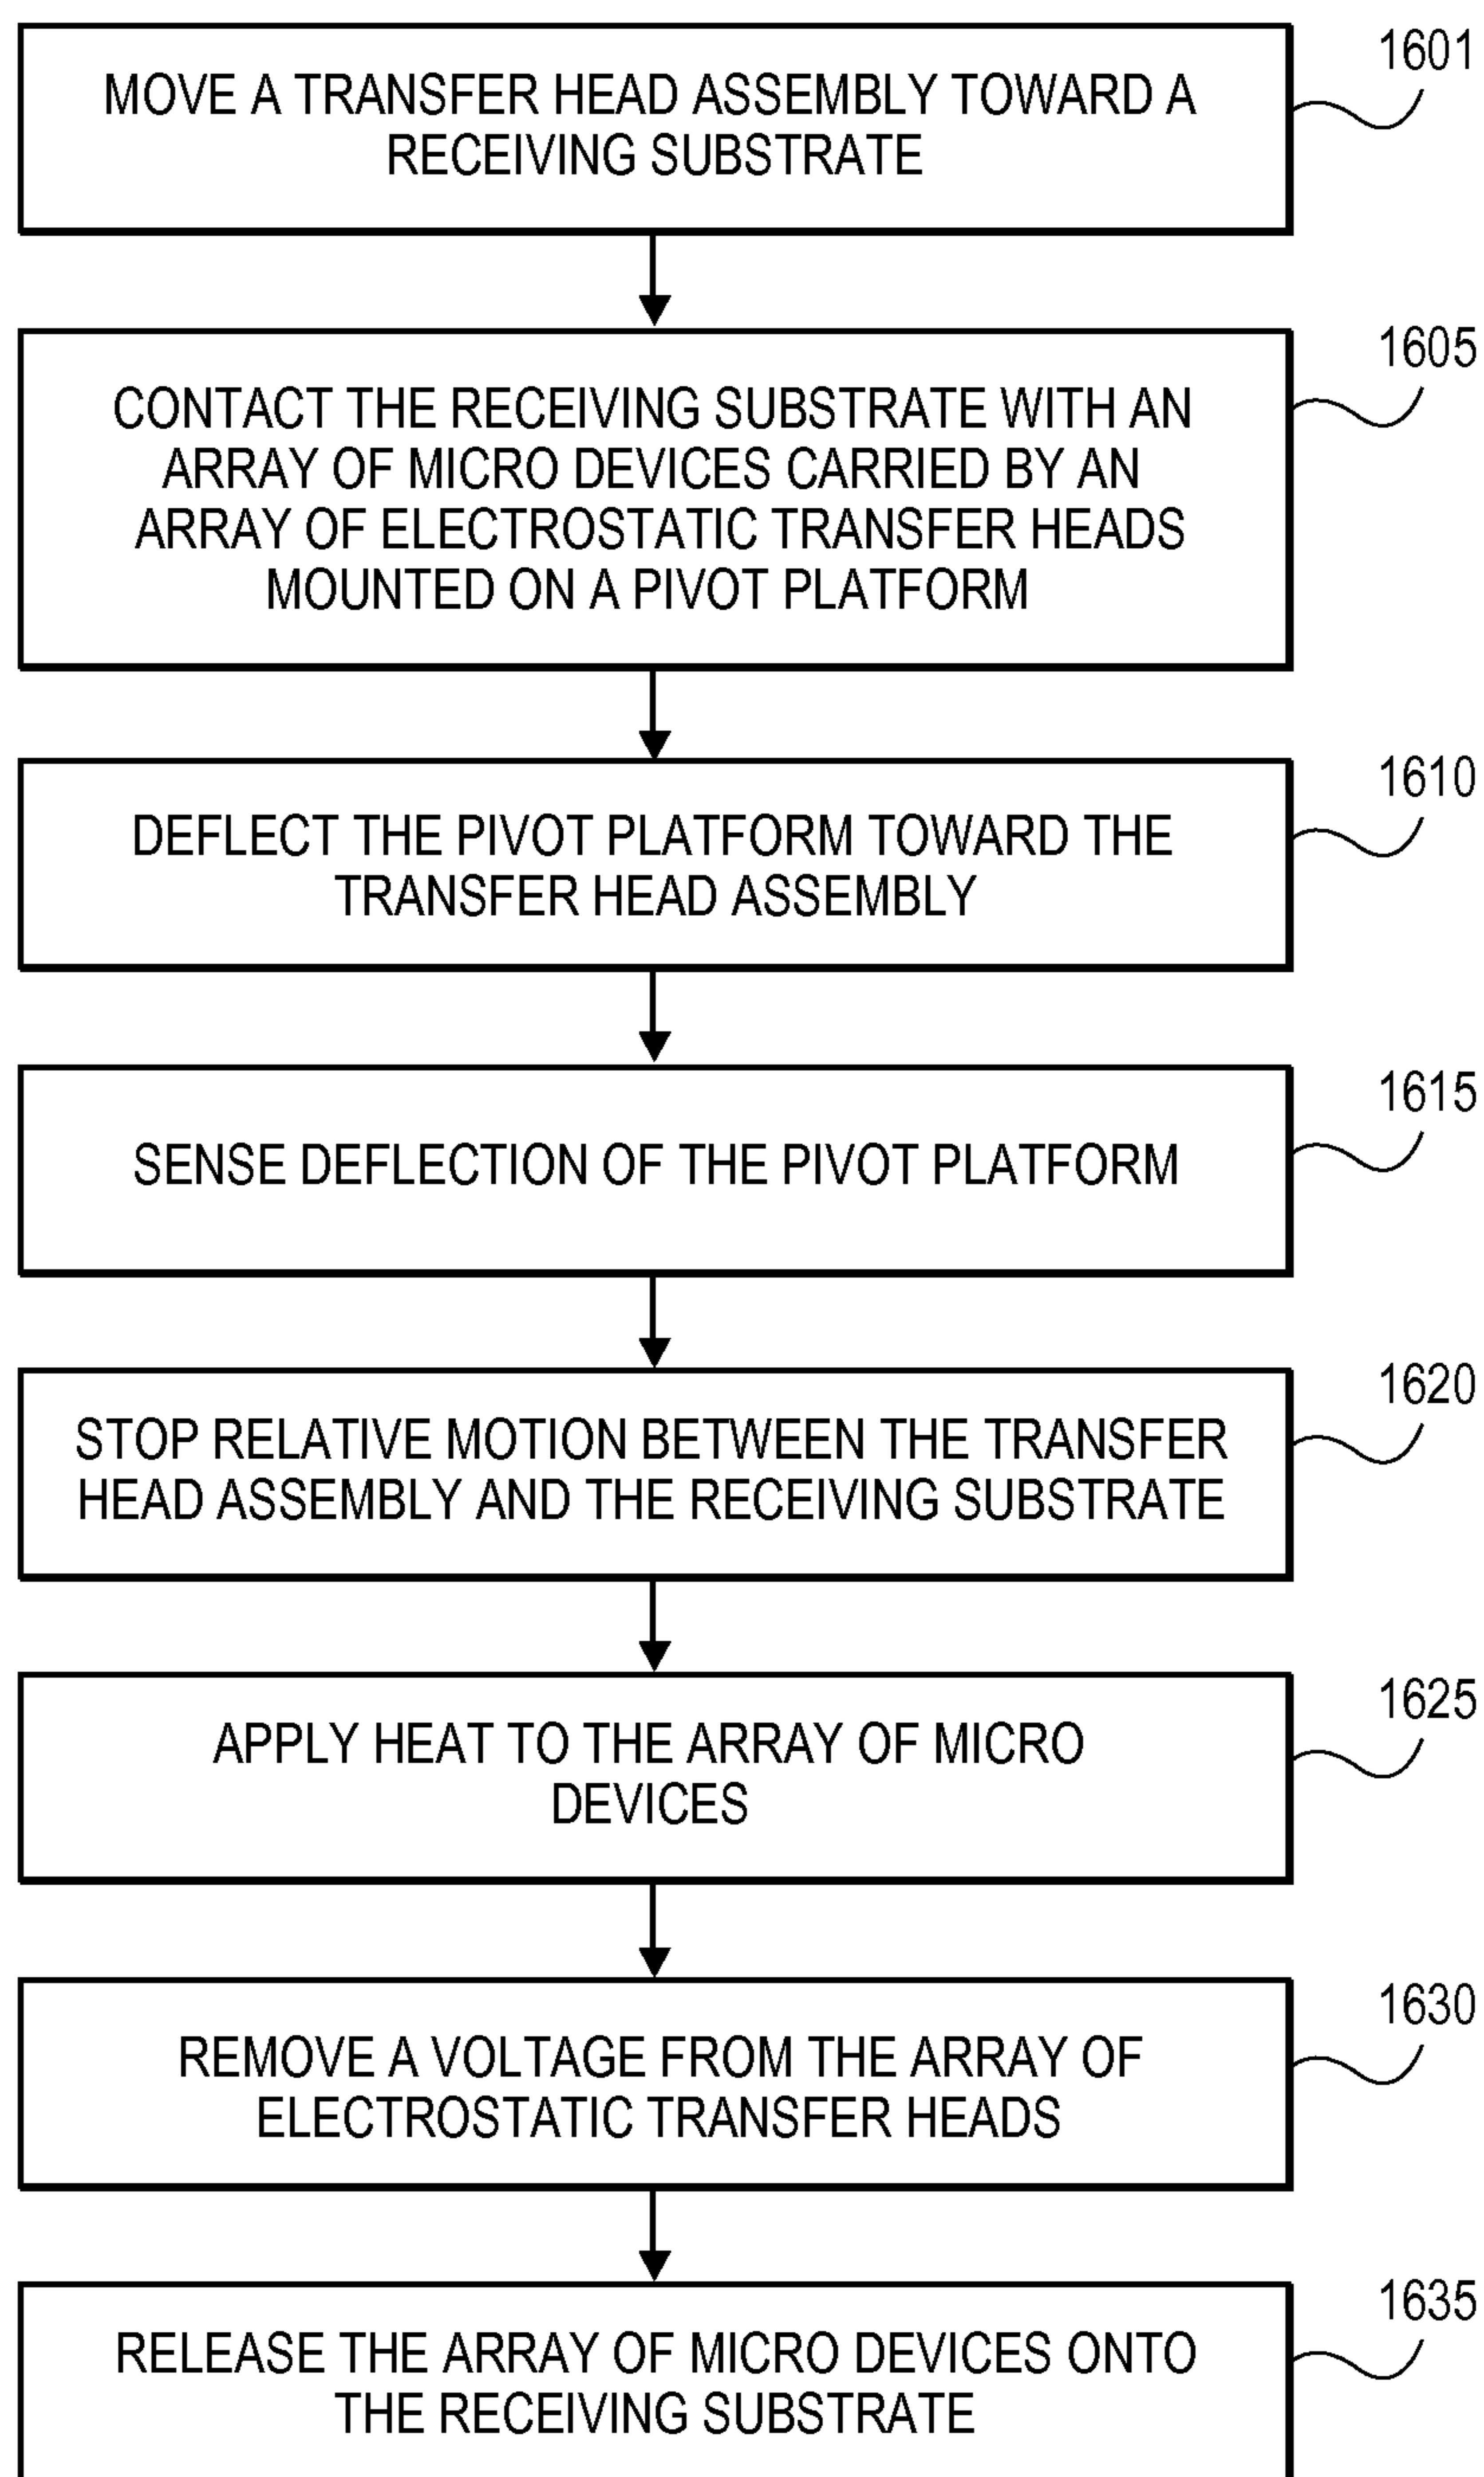 1601
MOVE A TRANSFER HEAD ASSEMBLY TOWARD A
RECEIVING SUBSTRATE
1605
CONTACT THE RECEIVING SUBSTRATE WITH AN
ARRAY OF MICRO DEVICES CARRIED BY AN
ARRAY OF ELECTROSTATIC TRANSFER HEADS
MOUNTED ON A PIVOT PLATFORM
1610
DEFLECT THE PIVOT PLATFORM TOWARD THE
TRANSFER HEAD ASSEMBLY
1615
SENSE DEFLECTION OF THE PIVOT PLATFORM
1620
STOP RELATIVE MOTION BETWEEN THE TRANSFER
HEAD ASSEMBLY AND THE RECEIVING SUBSTRATE
1625
APPLY HEAT TO THE ARRAY OF MICRO
DEVICES
1630
REMOVE A VOLTAGE FROM THE ARRAY OF
ELECTROSTATIC TRANSFER HEADS
1635
RELEASE THE ARRAY OF MICRO DEVICES ONTO
THE RECEIVING SUBSTRATE